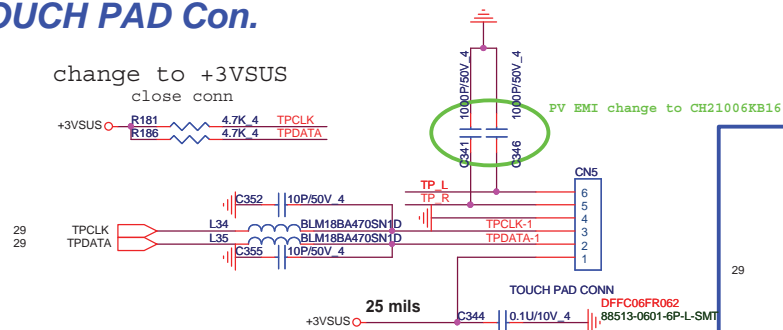 OUCH PAD Con.
change to +3VSUS
close conn
+3VSUS
R181 4.7K_4 TPCLK
R186 4.7K_4 TPDATA
1000P/50V_4
1000P/50V_4
C341
C346
PV EMI change to CH21006KB16
CN5
TP_L 6
TP_R 5
4
TPCLK-1 3
TPDATA-1 2
1
C352 10P/50V_4
29 TPCLK L34 BLM18BA470SN1D
29 TPDATA L35 BLM18BA470SN1D
C355 10P/50V_4
29
TOUCH PAD CONN
DFFC06FR062
88513-0601-6P-L-SMT
+3VSUS 25 mils C344 0.1U/10V_4